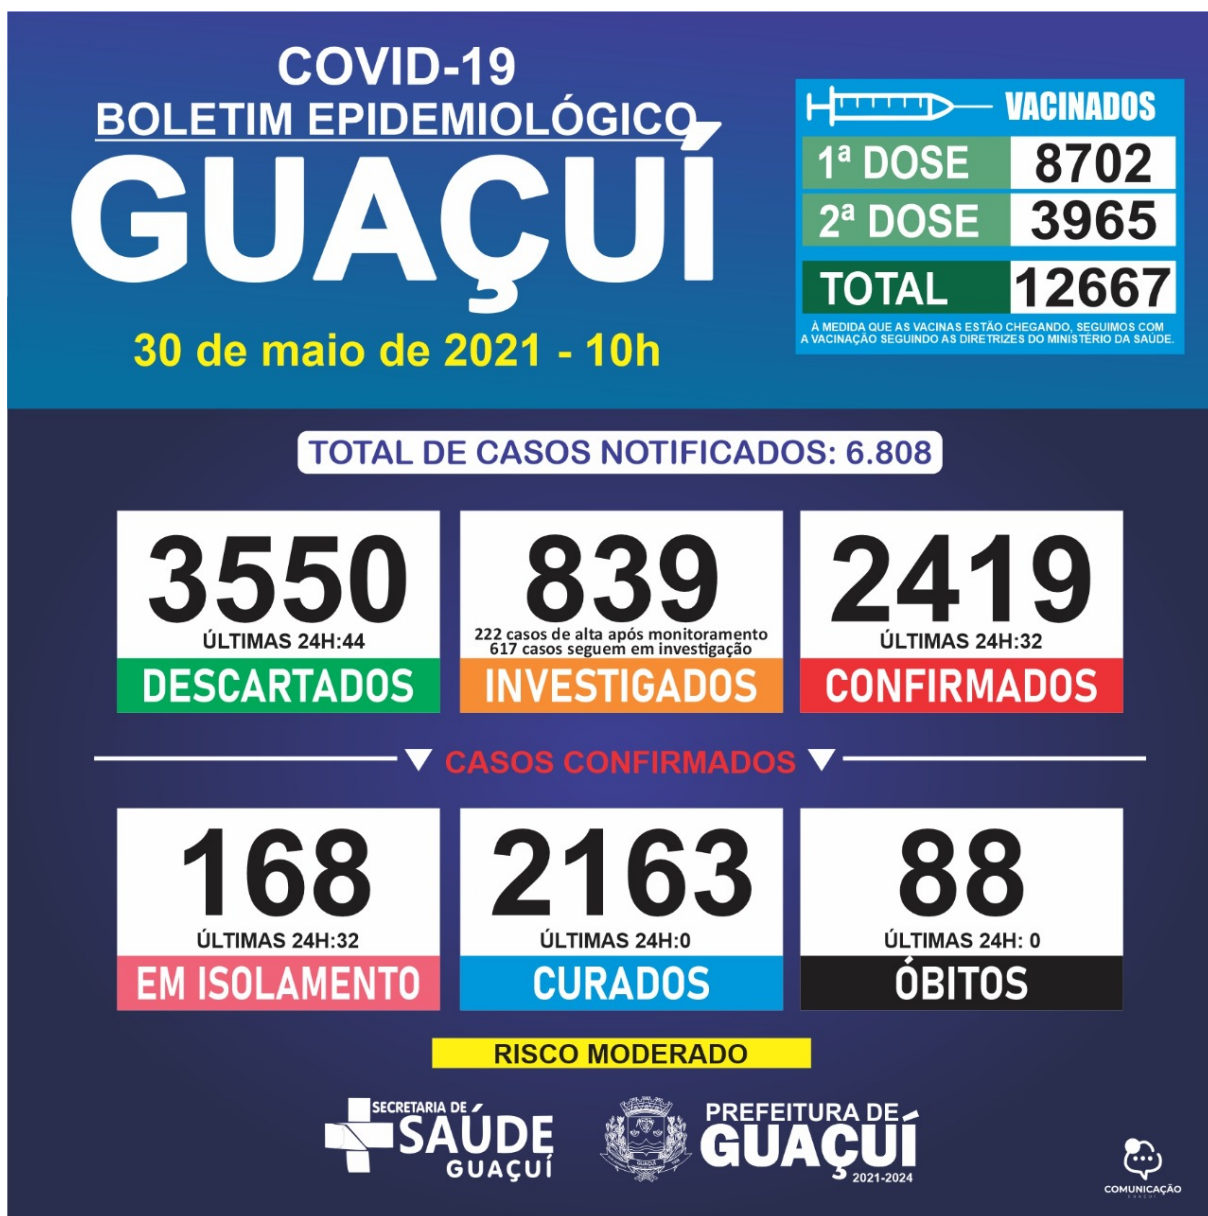 COVID-19
BOLETIM EPIDEMIOLÓGICO
GUAÇUÍ
30 de maio de 2021 - 10h
VACINADOS
1ª DOSE 8702
2ª DOSE 3965
TOTAL 12667
À MEDIDA QUE AS VACINAS ESTÃO CHEGANDO, SEGUIMOS COM
A VACINAÇÃO SEGUINDO AS DIRETRIZES DO MINISTÉRIO DA SAÚDE.
TOTAL DE CASOS NOTIFICADOS: 6.808
3550
ÚLTIMAS 24H:44
DESCARTADOS
839
222 casos de alta após monitoramento
617 casos seguem em investigação
INVESTIGADOS
2419
ÚLTIMAS 24H:32
CONFIRMADOS
CASOS CONFIRMADOS
168
ÚLTIMAS 24H:32
EM ISOLAMENTO
2163
ÚLTIMAS 24H:0
CURADOS
88
ÚLTIMAS 24H: 0
ÓBITOS
RISCO MODERADO
SECRETARIA DE
SAÚDE
GUAÇUÍ
PREFEITURA DE
GUAÇUÍ
2021-2024
COMUNICAÇÃO